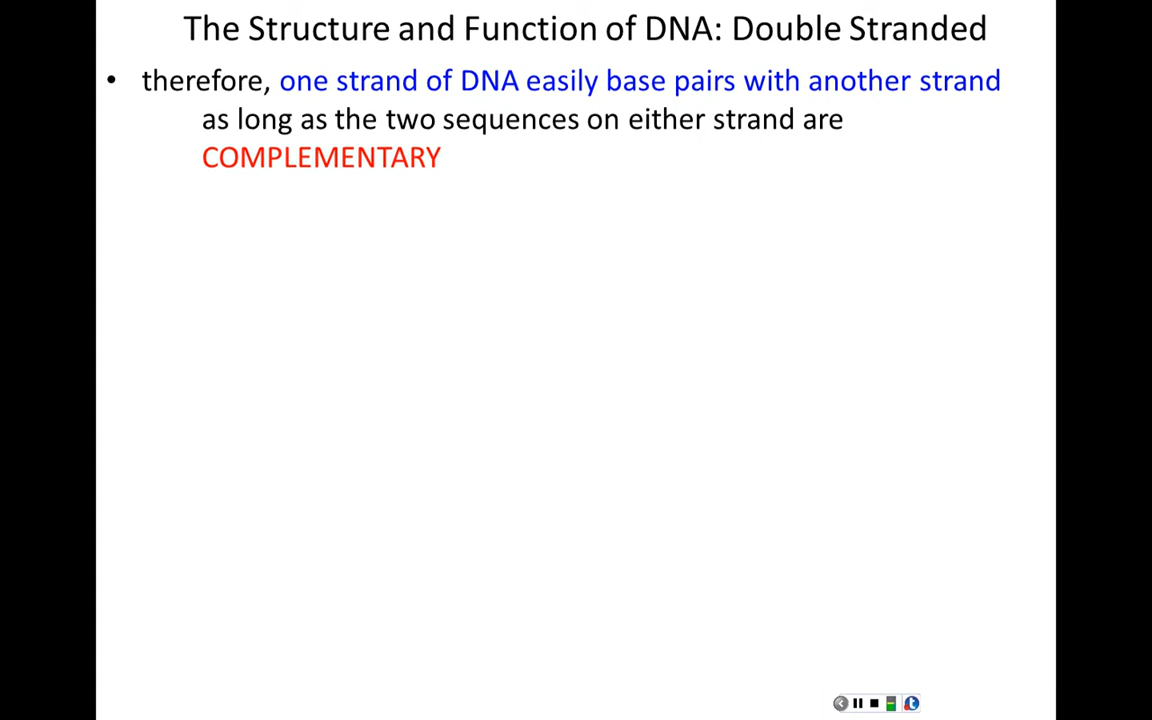 The Structure and Function of DNA: Double Stranded
• therefore, one strand of DNA easily base pairs with another strand
as long as the two sequences on either strand are
COMPLEMENTARY